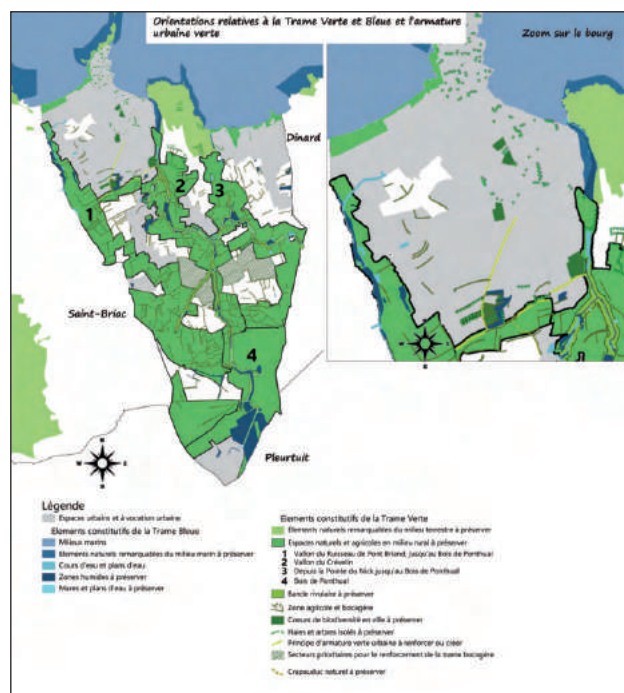 Orientations relatives à la Trame Verte et Bleue et l'armature
urbaine verte
Zoom sur le bourg
Dinard
1
2
3
Saint-Briac
4
Pleurtuit
Légende
Espaces urbains et à vocation urbaine
Elements constitutifs de la Trame Bleue
Milieux marins
Elements naturels remarquables du milieu marin à préserver
Cours d'eau et plans d'eau
Zones humides à préserver
Mares et plans d'eau à préserver
Elements constitutifs de la Trame Verte
Elements naturels remarquables du milieu terrestre à préserver
Espaces naturels et agricoles en milieu rural à préserver
1 Vallon du Ruisseau de Pont Briand, jusqu'au Bois de Ponthual
2 Vallon du Crévelin
3 Depuis la Pointe du Nick jusqu'au Bois de Ponthual
4 Bois de Ponthual
Bande rivulaire à préserver
Zone agricole et bocagère
Coeurs de biodiversité en ville à préserver
Haies et arbres isolés à préserver
Principe d'armature verte urbaine à renforcer ou créer
Secteurs prioritaires pour le renforcement de la trame bocagère
Crapauduc naturel à préserver